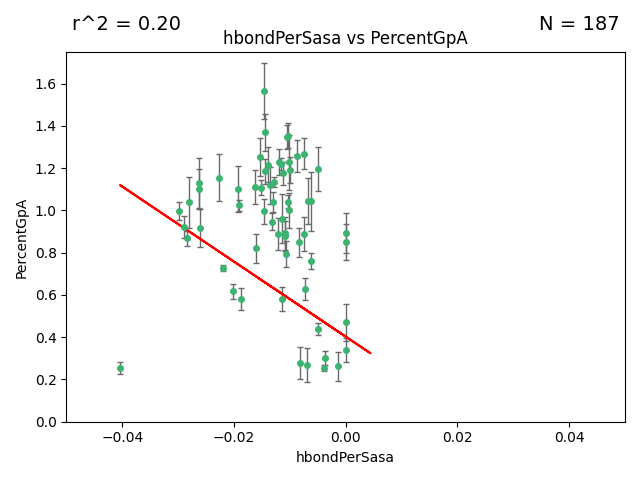 r^2 = 0.20
N = 187
hbondPerSasa vs PercentGpA
1.6
1.4
1.2
1.0
0.8
0.6
0.4
0.2
0.0
PercentGpA
−0.04
−0.02
0.00
0.02
0.04
hbondPerSasa